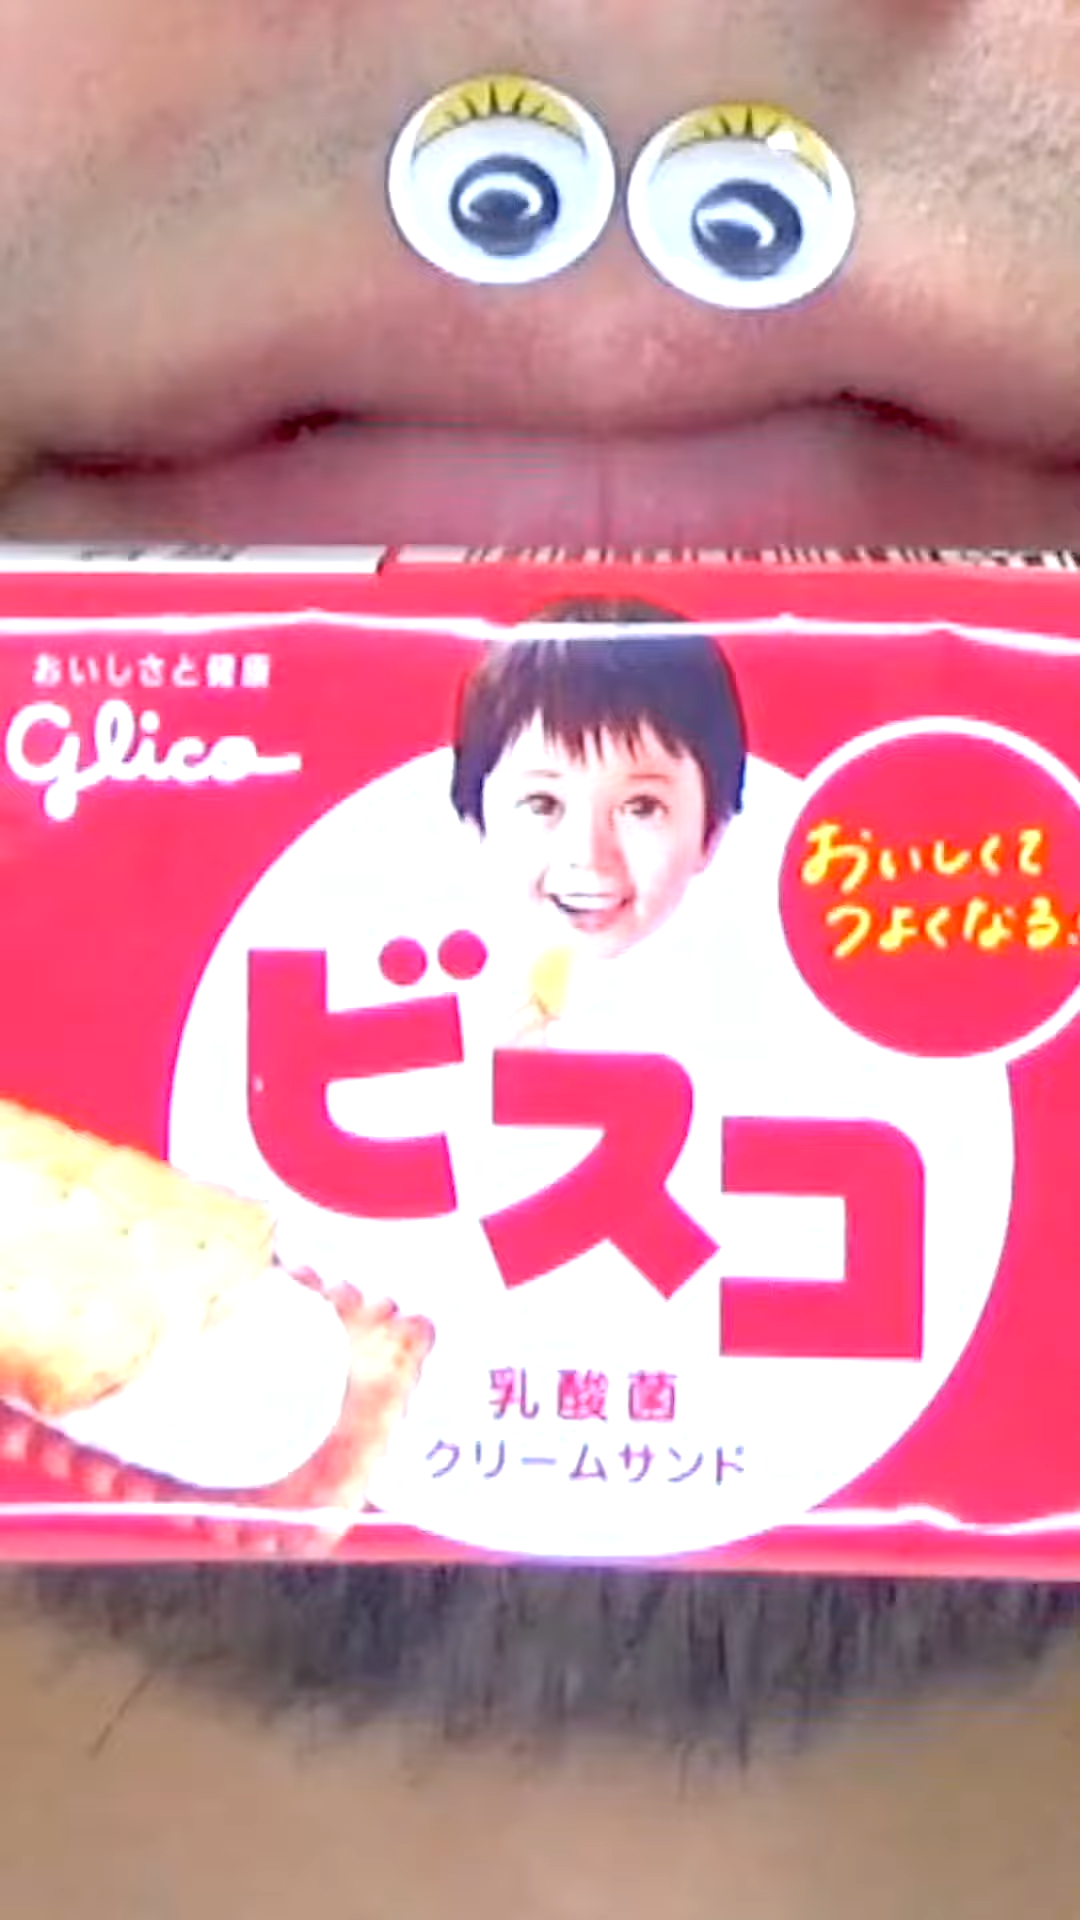 おいしさと健康
glico
おいしくて
つよくなる。
ビスコ
乳酸菌
クリームサンド